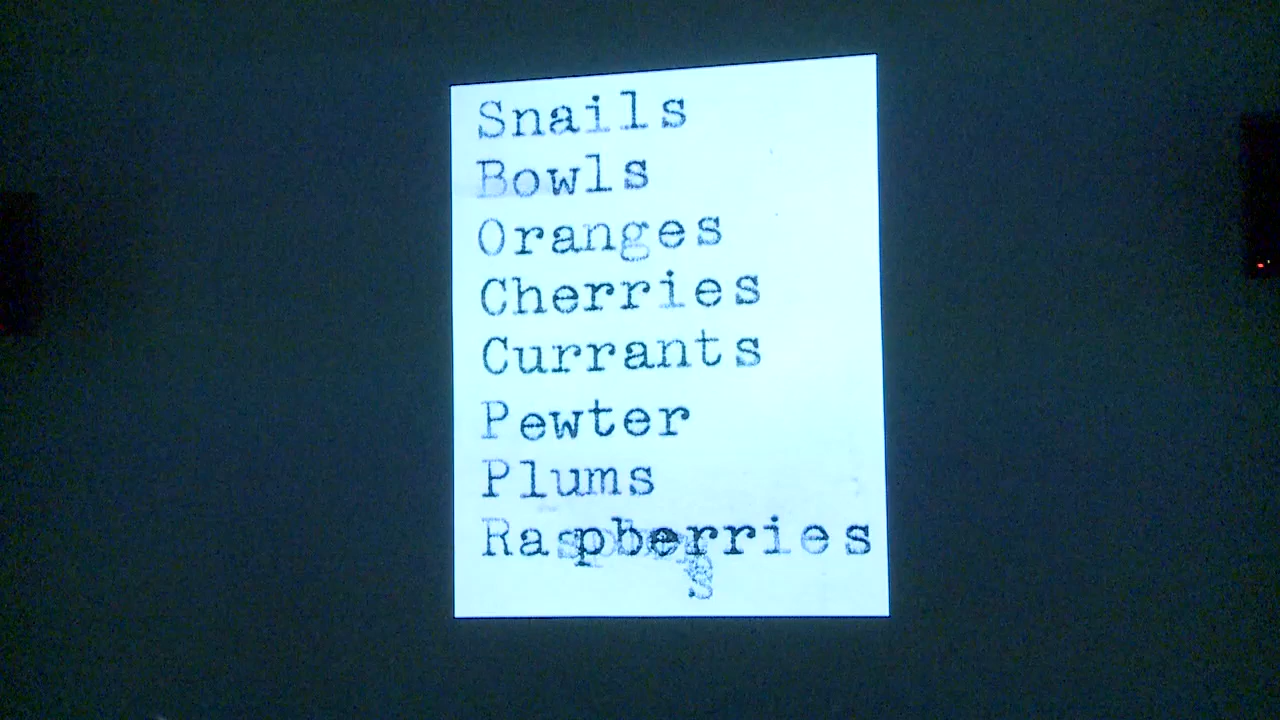 Snails
Bowls
Oranges
Cherries
Currants
Pewter
Plums
Raspberries